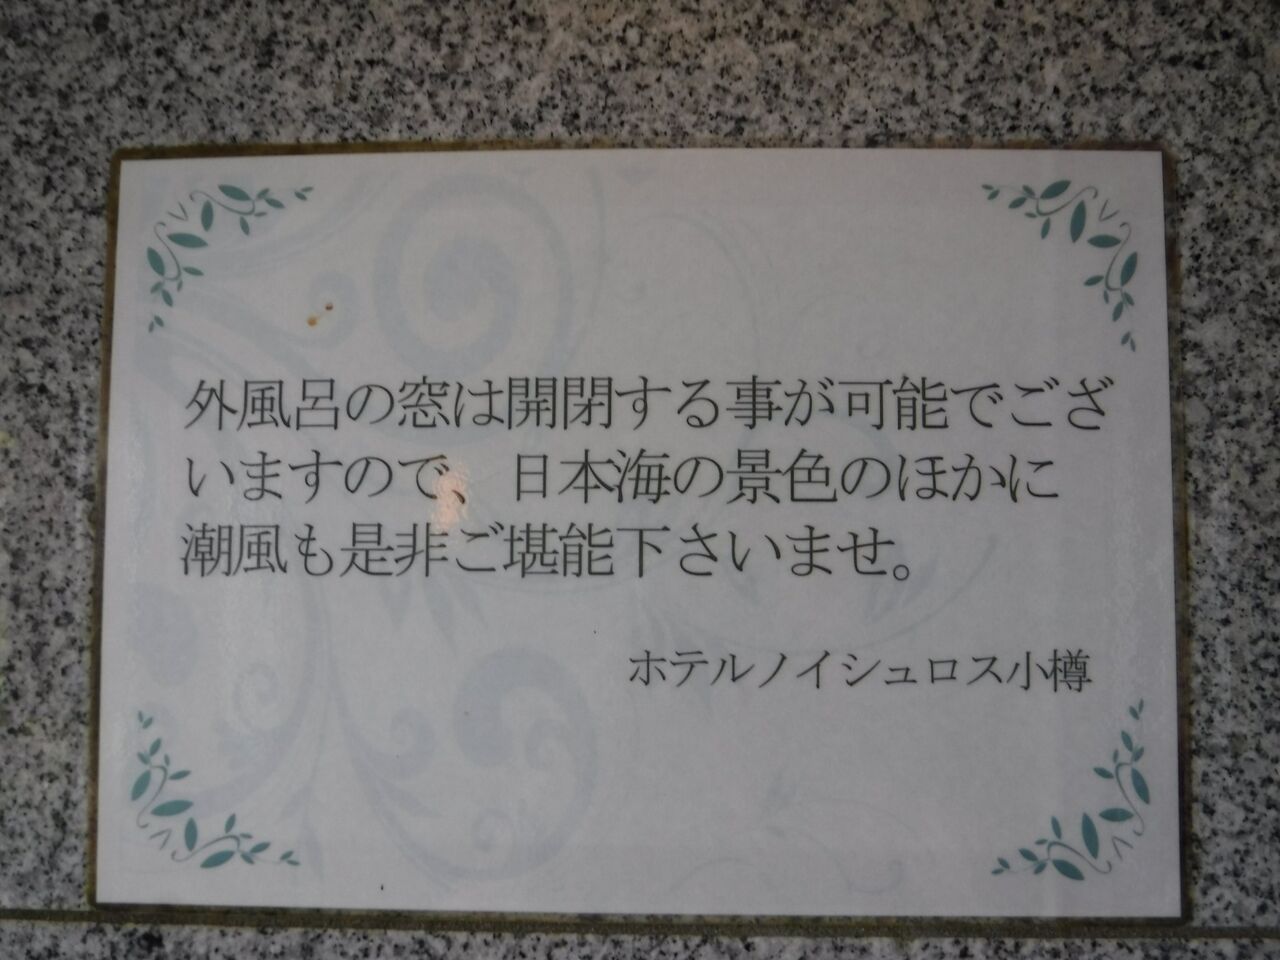 外風呂の窓は開閉する事が可能でござ
いますので、日本海の景色のほかに
潮風も是非ご堪能下さいませ。
ホテルノイシュロス小樽